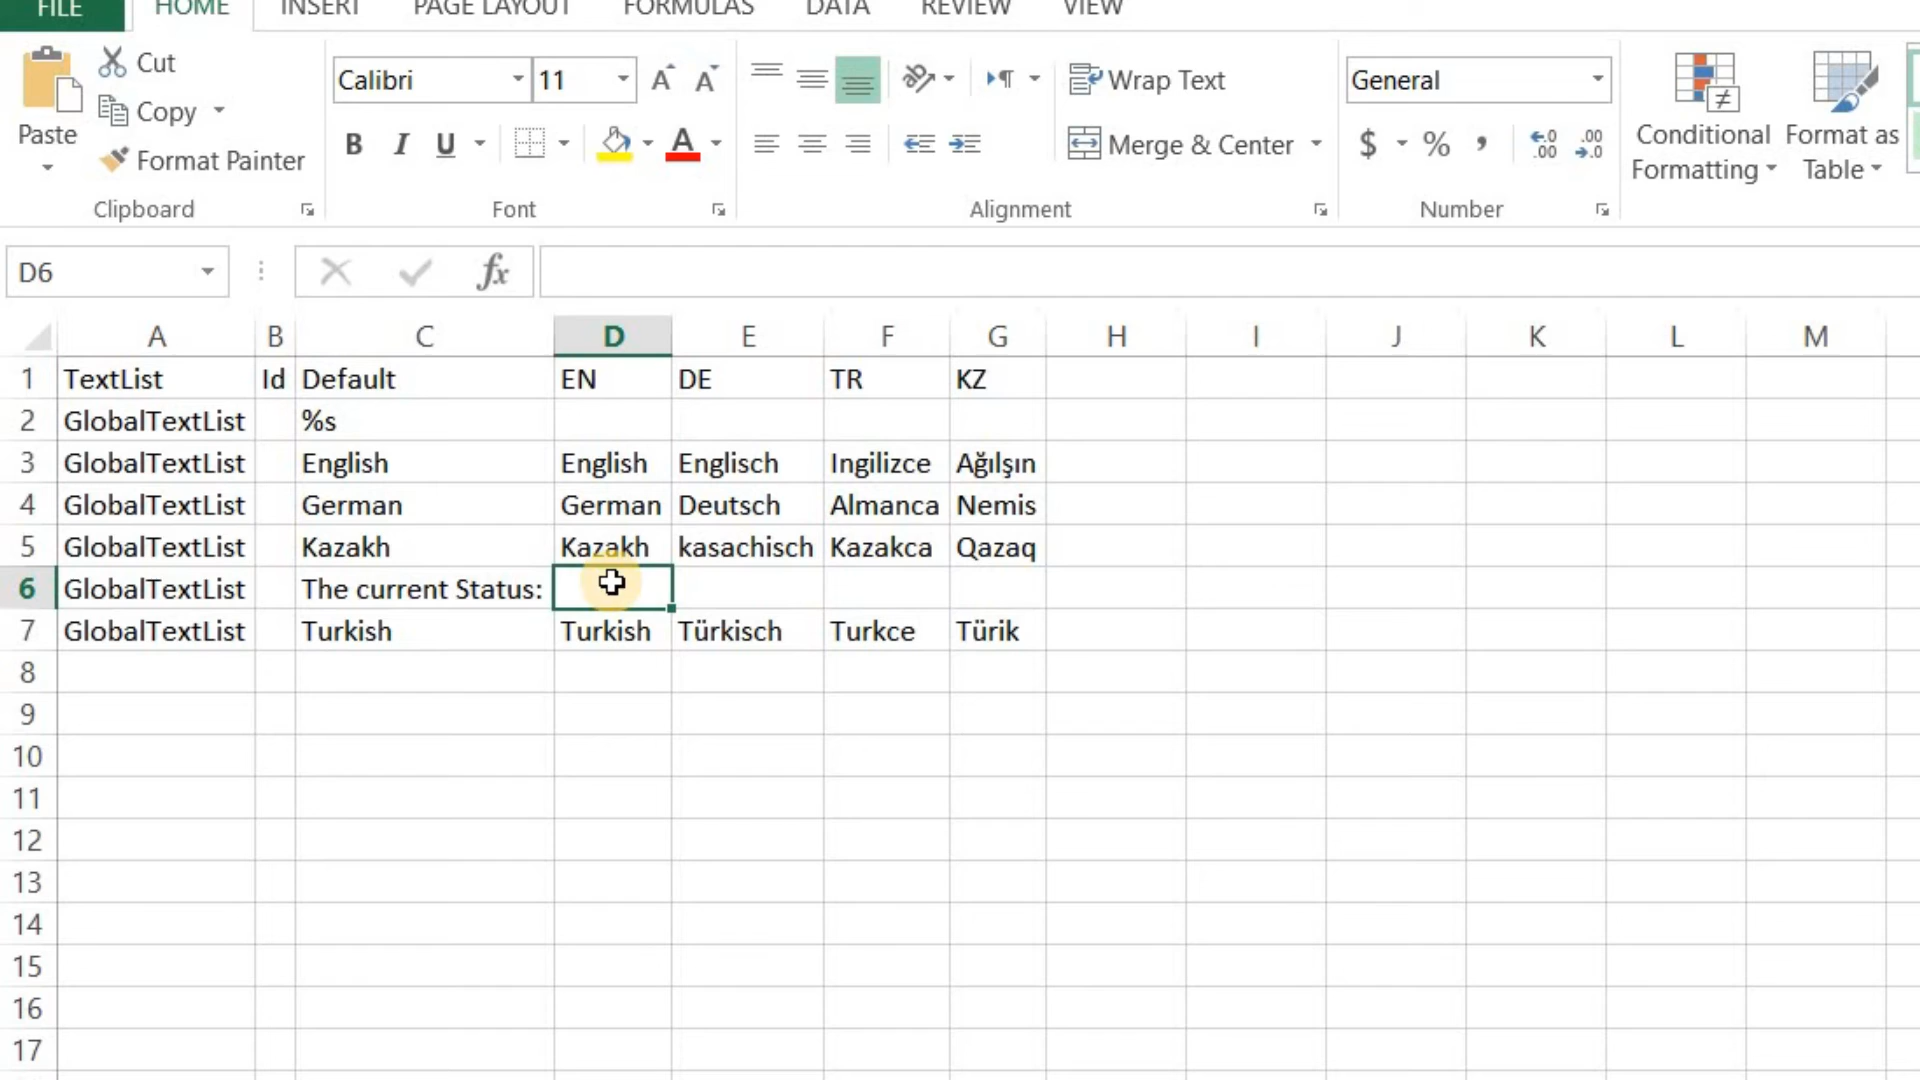 FILE HOME INSERT PAGE LAYOUT FORMULAS DATA REVIEW VIEW
Paste
Cut
Copy
Format Painter
Clipboard
Calibri 11 A A
B I U A
Font
Wrap Text
Merge & Center
Alignment
General
$ % , .0 .00 .00 .0
Number
Conditional Formatting
Format as Table
D6 fx
A B C D E F G H I J K L M
1 TextList Id Default EN DE TR KZ
2 GlobalTextList %s
3 GlobalTextList English English Englisch Ingilizce Ağılşın
4 GlobalTextList German German Deutsch Almanca Nemis
5 GlobalTextList Kazakh Kazakh kasachisch Kazakca Qazaq
6 GlobalTextList The current Status:
7 GlobalTextList Turkish Turkish Türkisch Turkce Türik
8
9
10
11
12
13
14
15
16
17